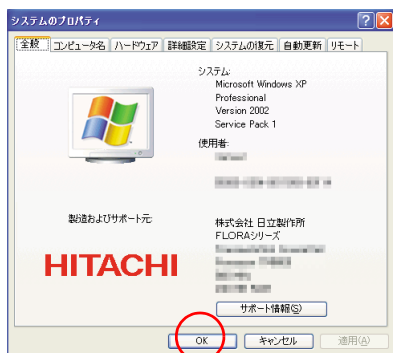 システムのプロパティ
全般 コンピュータ名 ハードウェア 詳細設定 システムの復元 自動更新 リモート
システム:
Microsoft Windows XP
Professional
Version 2002
Service Pack 1
使用者:
製造およびサポート元:
株式会社 日立製作所
FLORAシリーズ
HITACHI
サポート情報(S)
OK キャンセル 適用(A)